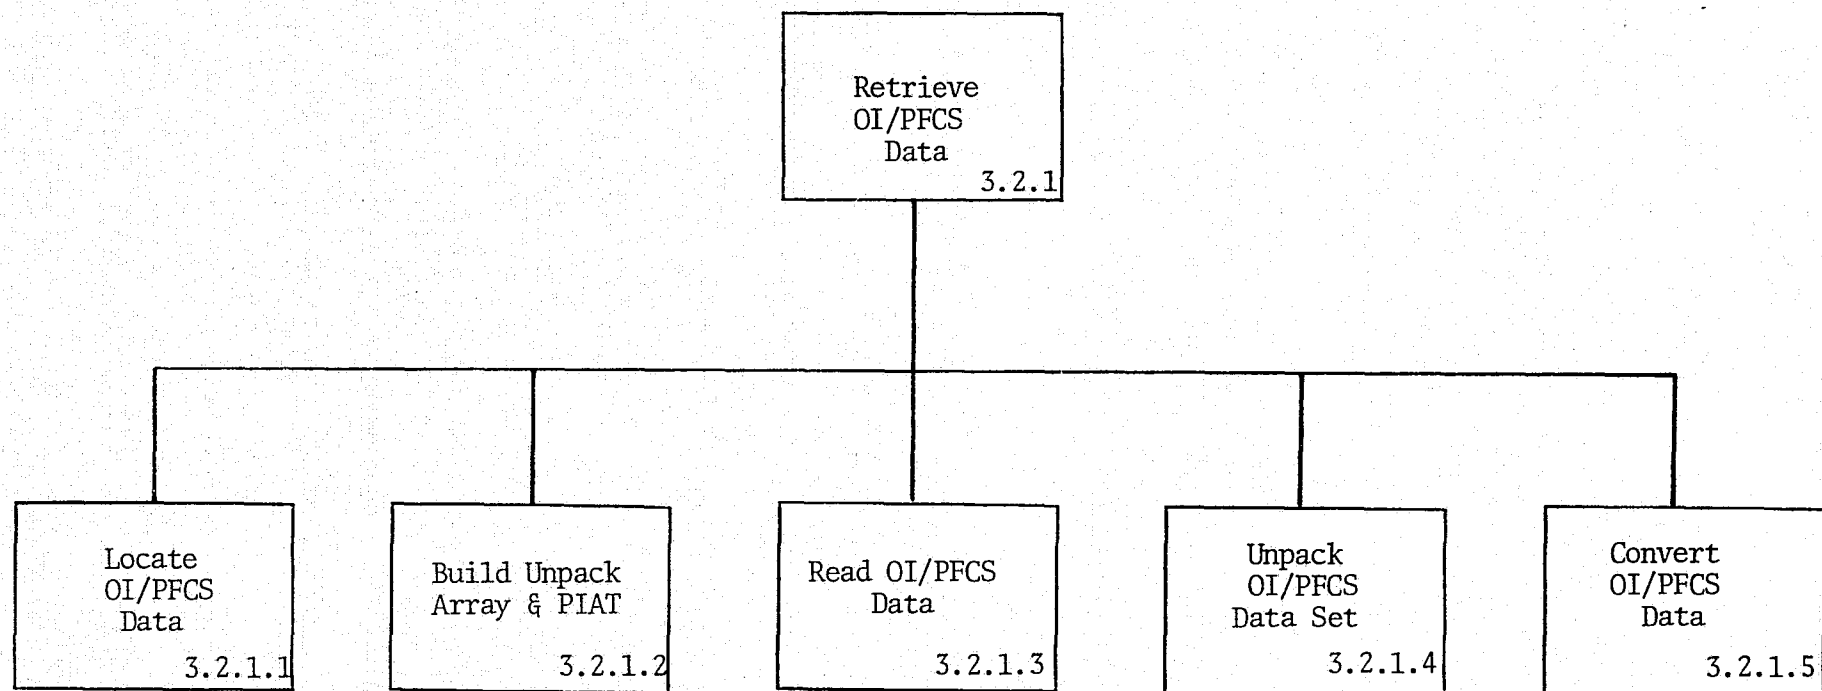 Retrieve
OI/PFCS
Data
3.2.1
Locate
OI/PFCS
Data
3.2.1.1
Build Unpack
Array & PIAT
3.2.1.2
Read OI/PFCS
Data
3.2.1.3
Unpack
OI/PFCS
Data Set
3.2.1.4
Convert
OI/PFCS
Data
3.2.1.5